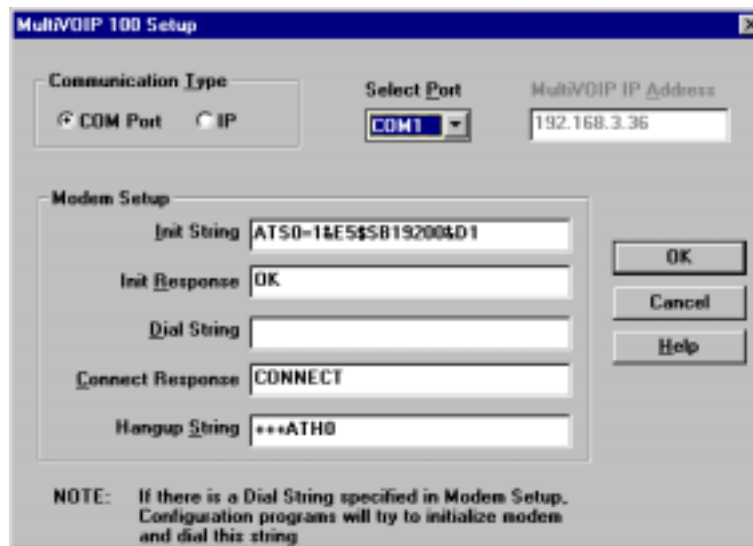 MultiVOIP 100 Setup
Communication Type
COM Port
IP
Select Port
COM1
MultiVOIP IP Address
192.168.3.36
Modem Setup
Init String
ATS0=1&E5$SB19200&D1
Init Response
OK
Dial String
Connect Response
CONNECT
Hangup String
+++ATH0
OK
Cancel
Help
NOTE: If there is a Dial String specified in Modem Setup,
Configuration programs will try to initialize modem
and dial this string